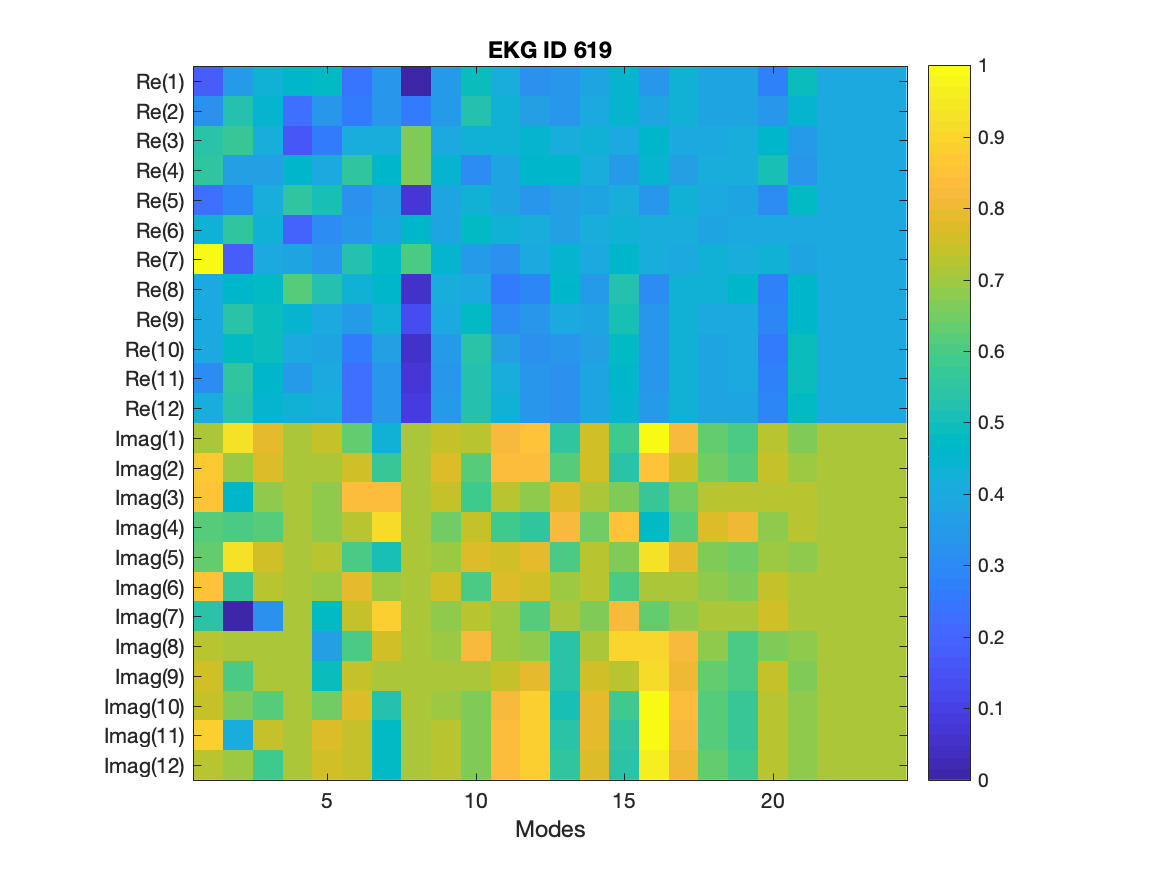 EKG ID 619
Re(1)
Re(2)
Re(3)
Re(4)
Re(5)
Re(6)
Re(7)
Re(8)
Re(9)
Re(10)
Re(11)
Re(12)
Imag(1)
Imag(2)
Imag(3)
Imag(4)
Imag(5)
Imag(6)
Imag(7)
Imag(8)
Imag(9)
Imag(10)
Imag(11)
Imag(12)
5 10 15 20
Modes
1
0.9
0.8
0.7
0.6
0.5
0.4
0.3
0.2
0.1
0